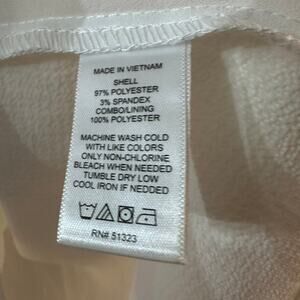 MADE IN VIETNAM
SHELL
97% POLYESTER
3% SPANDEX
COMBO/LINING
100% POLYESTER
MACHINE WASH COLD
WITH LIKE COLORS
ONLY NON-CHLORINE
BLEACH WHEN NEEDED
TUMBLE DRY LOW
COOL IRON IF NEDDED
RN# 51323